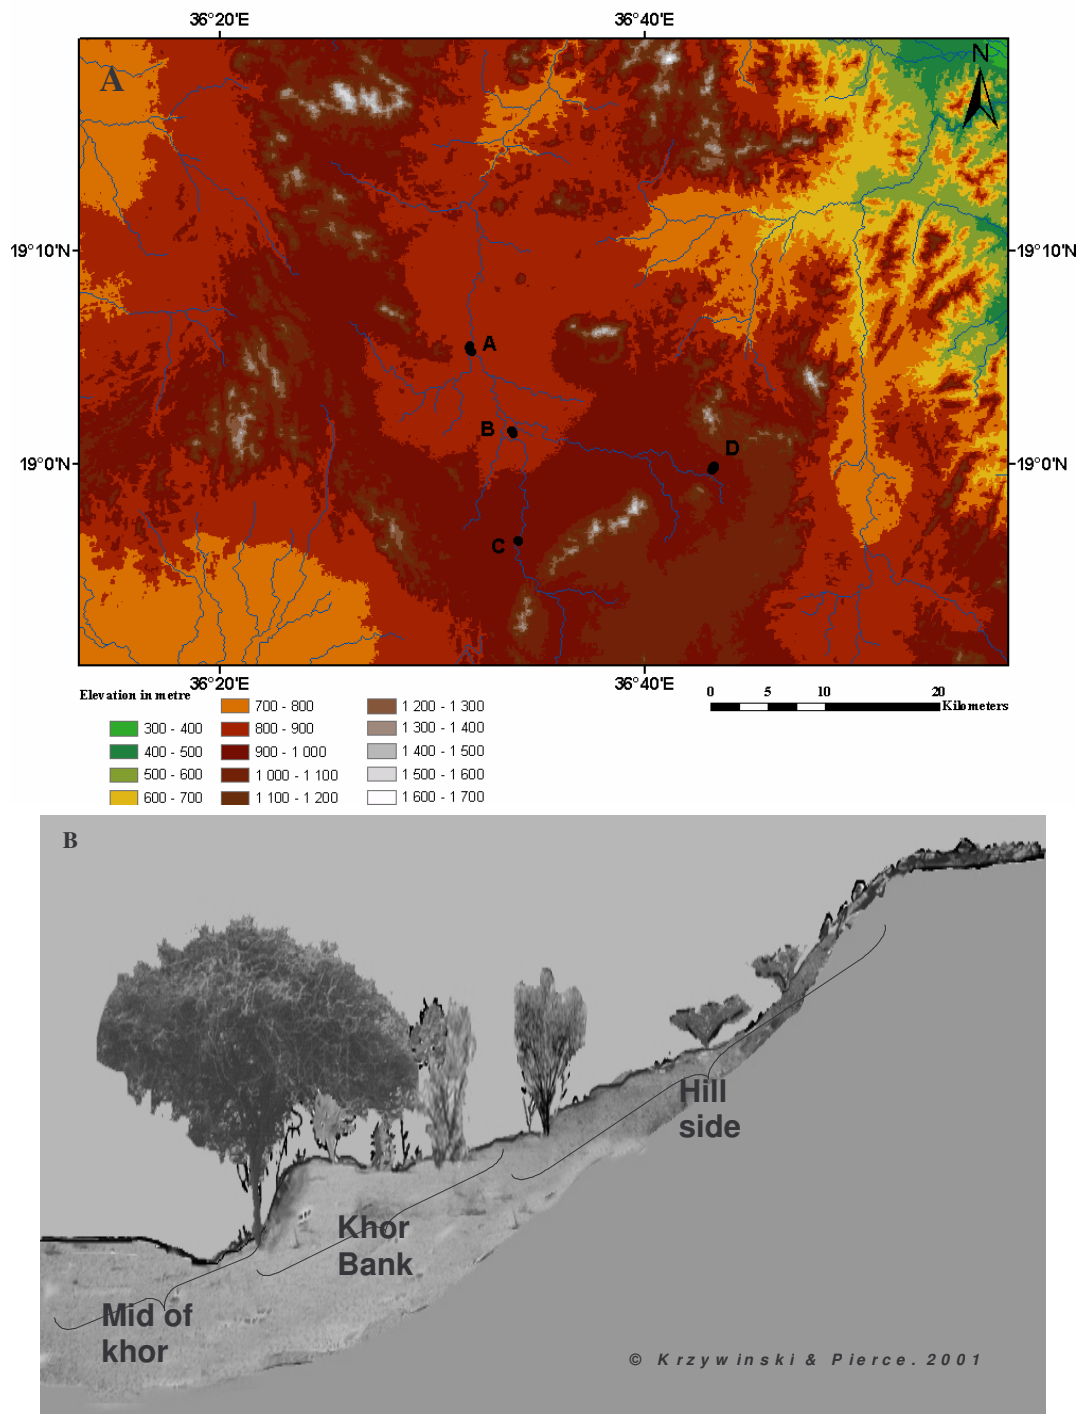 36°20'E 36°40'E
A
N
19°10'N 19°10'N
A
B
D
19°0'N 19°0'N
C
36°20'E 36°40'E
Elevation in metre
300 - 400
400 - 500
500 - 600
600 - 700
700 - 800
800 - 900
900 - 1 000
1 000 - 1 100
1 100 - 1 200
1 200 - 1 300
1 300 - 1 400
1 400 - 1 500
1 500 - 1 600
1 600 - 1 700
0 5 10 20
Kilometers
B
Hill
side
Khor
Bank
Mid of
khor
© Krzywinski & Pierce. 2001